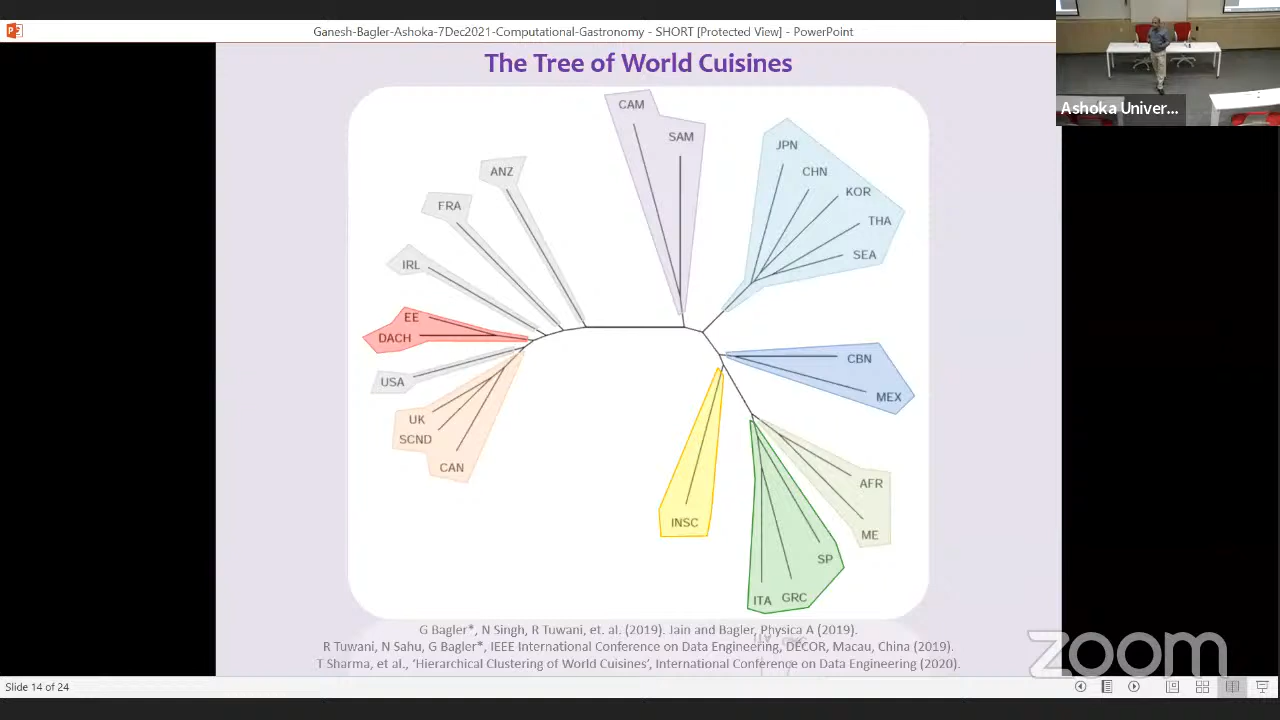 Ganesh-Bagler-Ashoka-7Dec2021-Computational-Gastronomy - SHORT [Protected View] - PowerPoint
Ashoka Univer...
The Tree of World Cuisines
CAM
SAM
JPN
CHN
KOR
THA
SEA
ANZ
FRA
IRL
EE
DACH
USA
UK
SCND
CAN
CBN
MEX
INSC
AFR
ME
SP
ITA
GRC
G Bagler*, N Singh, R Tuwani, et. al. (2019). Jain and Bagler, Physica A (2019).
R Tuwani, N Sahu, G Bagler*, IEEE International Conference on Data Engineering, DECOR, Macau, China (2019).
T Sharma, et al., 'Hierarchical Clustering of World Cuisines', International Conference on Data Engineering (2020).
zoom
Slide 14 of 24